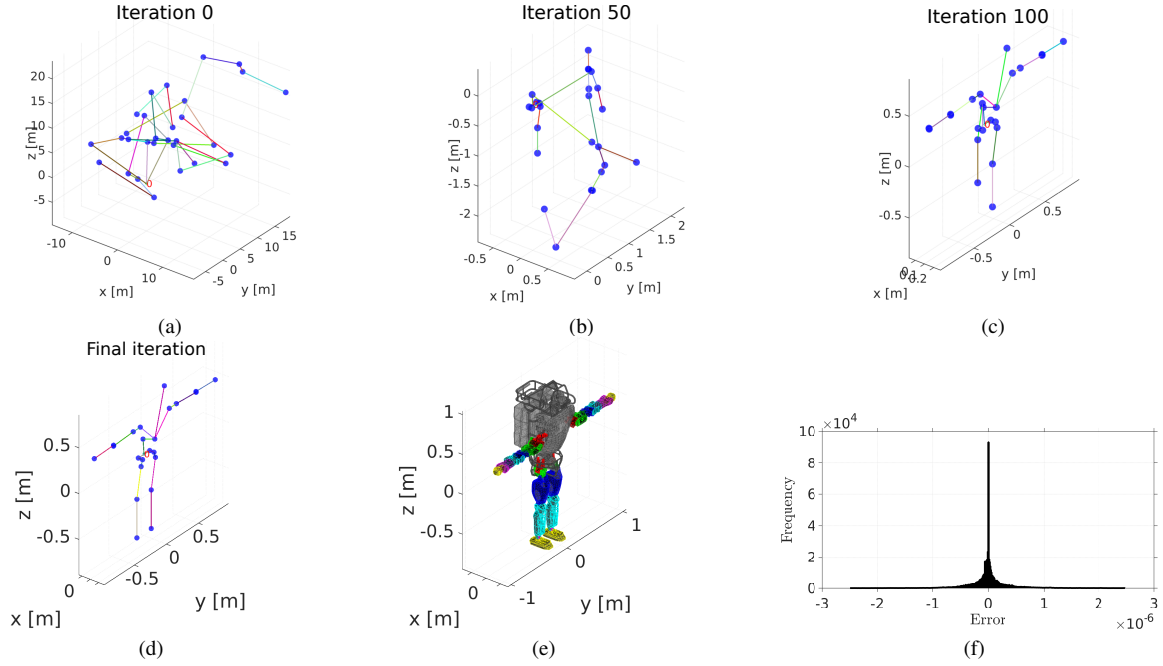 Iteration 0
20
15
10
5
0
-5
z [m]
0
-10
0
10
x [m]
-5
0
5
10
15
y [m]
(a)
Iteration 50
0
-0.5
-1
-1.5
-2
z [m]
-0.5
0
0.5
x [m]
0
0.5
1
1.5
2
y [m]
(b)
Iteration 100
0.5
0
-0.5
z [m]
0
0.2
x [m]
-0.5
0
0.5
y [m]
(c)
Final iteration
0.5
0
-0.5
z [m]
0
0
x [m]
-0.5
0
0.5
y [m]
(d)
1
0.5
0
-0.5
z [m]
0
x [m]
-1
0
1
y [m]
(e)
×10⁴
10
8
6
4
2
0
Frequency
-3
-2
-1
0
1
2
3
Error
×10⁻⁶
(f)